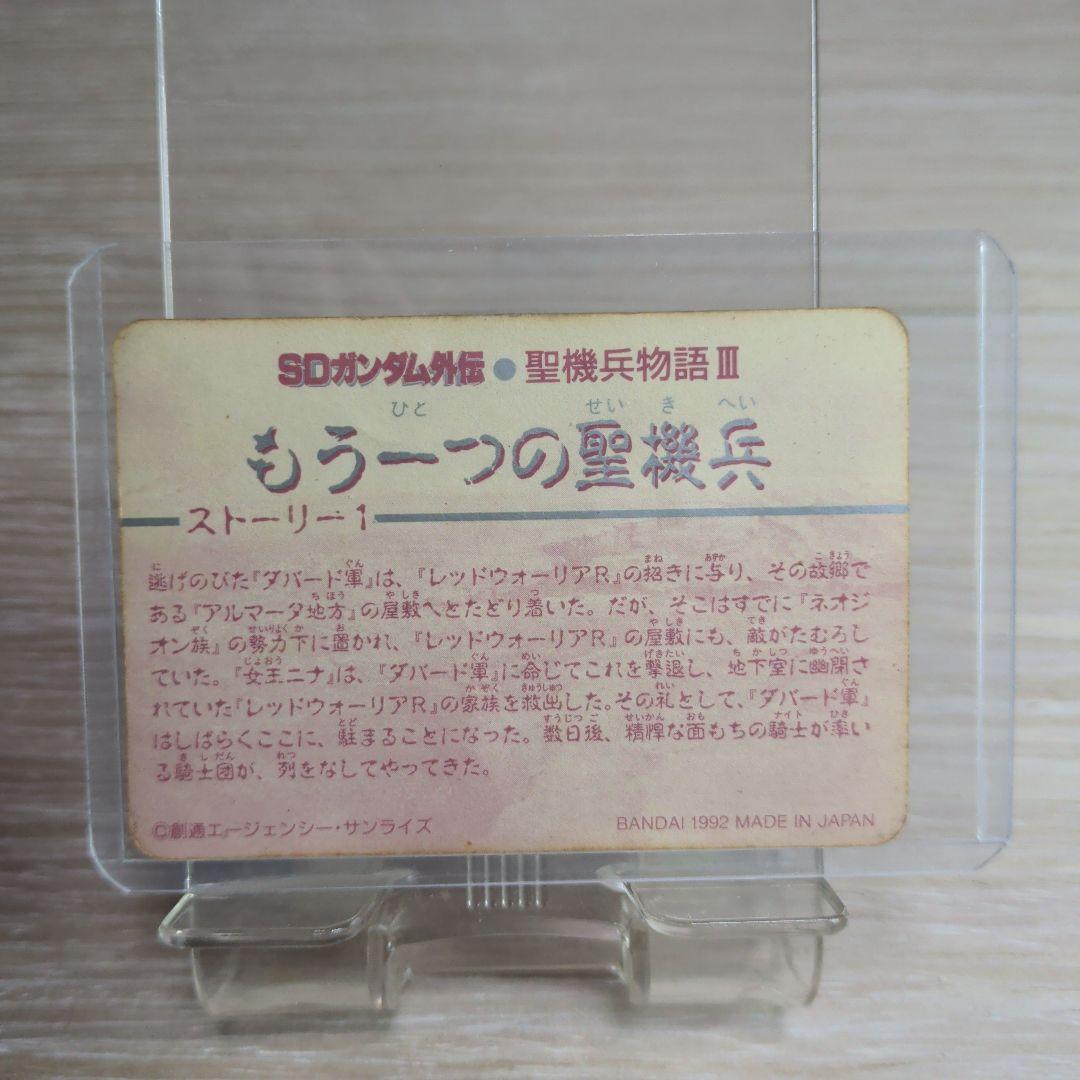 SDガンダム外伝●聖機兵物語Ⅲ
ひと せい き へい
もう一つの聖機兵
ストーリー1
逃げのびた『ダバード軍』は、『レッドウォーリアR』の招きに与り、その故郷で
ある『アルマータ地方』の屋敷へとたどり着いた。だが、そこはすでに『ネオジ
オン族』の勢力下に置かれ、『レッドウォーリアR』の屋敷にも、敵がたむろし
ていた。『女王ニナ』は、『ダバード軍』に命じてこれを撃退し、地下室に幽閉さ
れていた『レッドウォーリアR』の家族を救出した。その礼として、『ダバード軍』
はしばらくここに、駐まることになった。数日後、精悍な面もちの騎士が率い
る騎士団が、列をなしてやってきた。
©創通エージェンシー・サンライズ
BANDAI 1992 MADE IN JAPAN